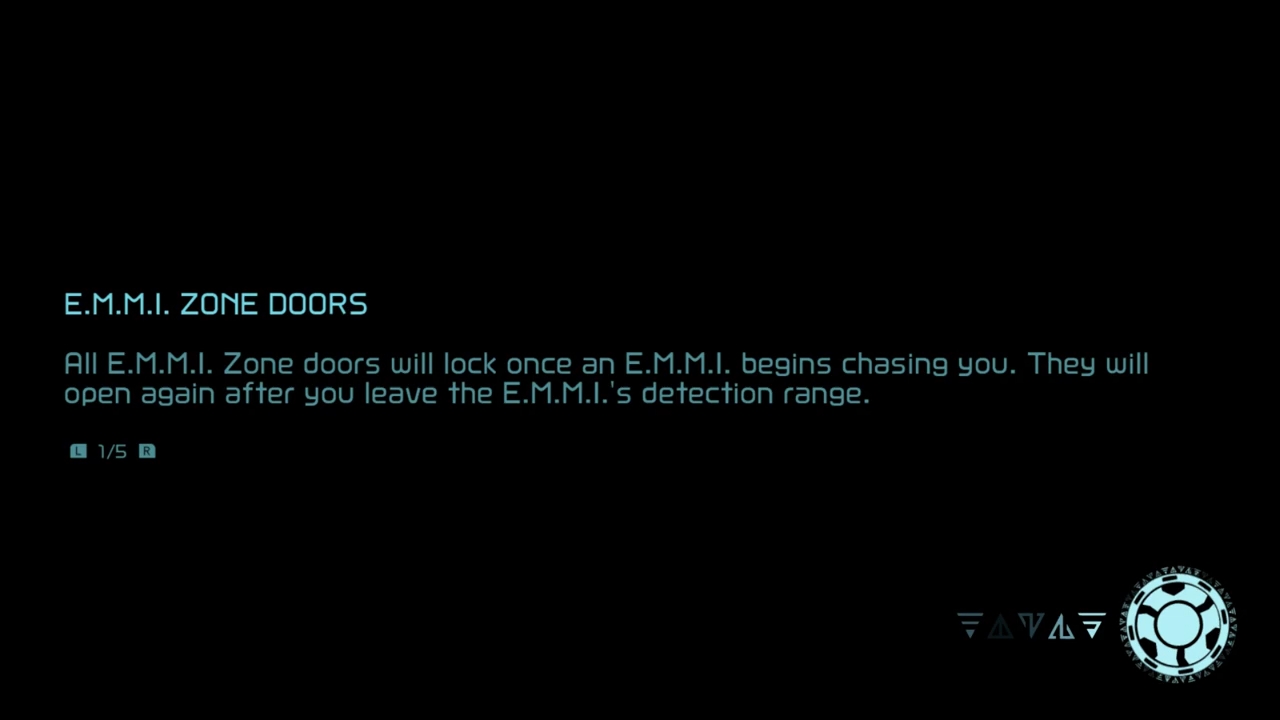 E.M.M.I. ZONE DOORS
All E.M.M.I. Zone doors will lock once an E.M.M.I. begins chasing you. They will
open again after you leave the E.M.M.I.'s detection range.
L 1/5 R